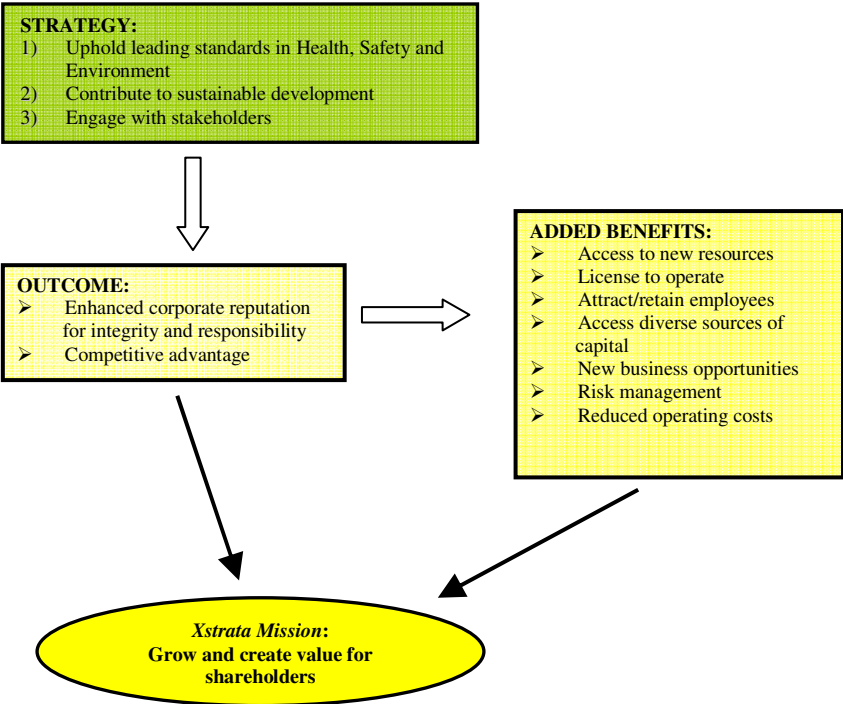 STRATEGY:
1) Uphold leading standards in Health, Safety and
Environment
2) Contribute to sustainable development
3) Engage with stakeholders
OUTCOME:
➢ Enhanced corporate reputation
for integrity and responsibility
➢ Competitive advantage
ADDED BENEFITS:
➢ Access to new resources
➢ License to operate
➢ Attract/retain employees
➢ Access diverse sources of
capital
➢ New business opportunities
➢ Risk management
➢ Reduced operating costs
Xstrata Mission:
Grow and create value for
shareholders